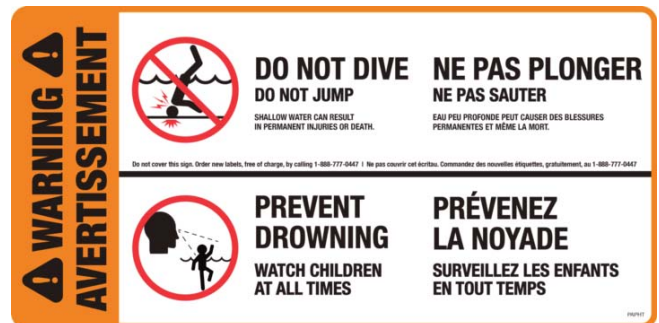 WARNING
AVERTISSEMENT
DO NOT DIVE
DO NOT JUMP
SHALLOW WATER CAN RESULT
IN PERMANENT INJURIES OR DEATH.
NE PAS PLONGER
NE PAS SAUTER
EAU PEU PROFONDE PEUT CAUSER DES BLESSURES
PERMANENTES ET MÊME LA MORT.
Do not cover this sign. Order new labels, free of charge, by calling 1-888-777-0447 | Ne pas couvrir cet écritau. Commandez des nouvelles étiquettes, gratuitement, au 1-888-777-0447
PREVENT
DROWNING
WATCH CHILDREN
AT ALL TIMES
PRÉVENEZ
LA NOYADE
SURVEILLEZ LES ENFANTS
EN TOUT TEMPS